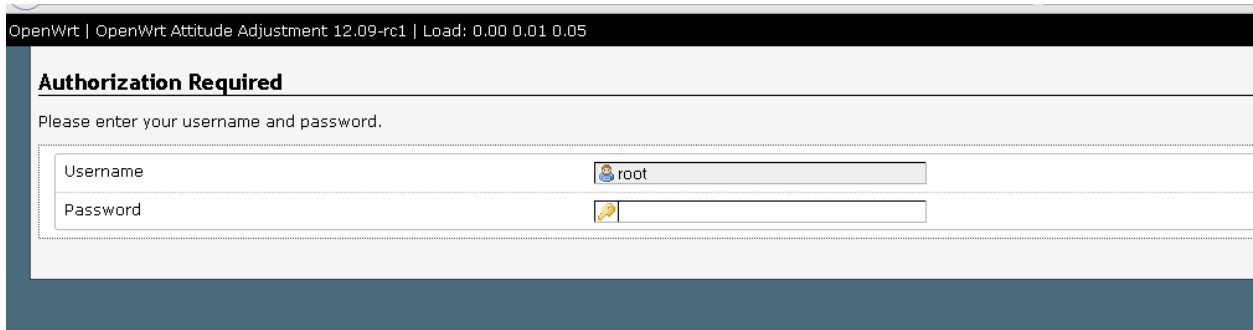 OpenWrt | OpenWrt Attitude Adjustment 12.09-rc1 | Load: 0.00 0.01 0.05
Authorization Required
Please enter your username and password.
Username root
Password